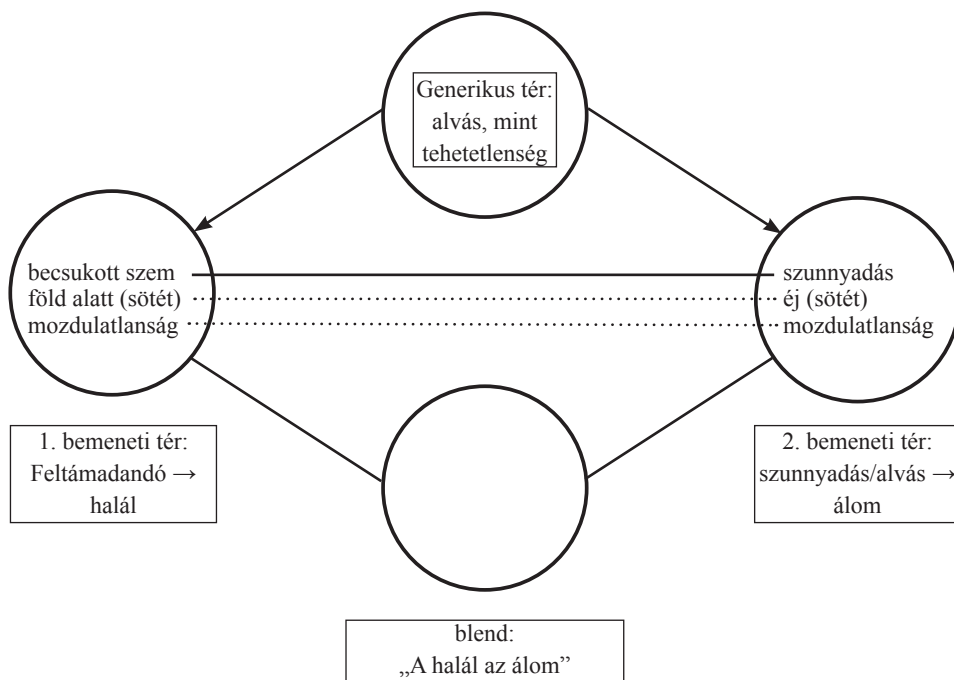 Generikus tér:
alvás, mint
tehetetlenség
becsukott szem
föld alatt (sötét)
mozdulatlanság
szunnyadás
éj (sötét)
mozdulatlanság
1. bemeneti tér:
Feltámadandó →
halál
2. bemeneti tér:
szunnyadás/alvás →
álom
blend:
„A halál az álom”